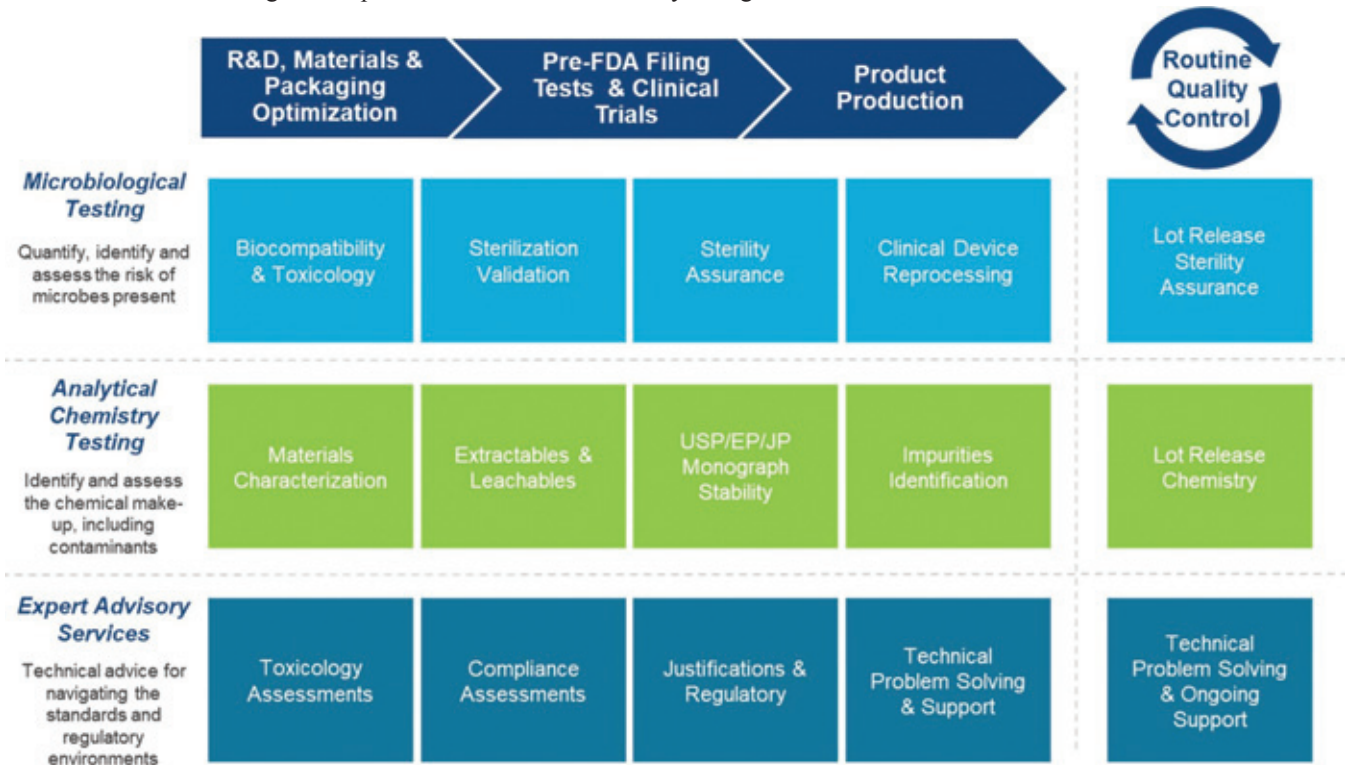 R&D, Materials &
Packaging
Optimization
Pre-FDA Filing
Tests & Clinical
Trials
Product
Production
Routine
Quality
Control
Microbiological
Testing
Quantify, identify and
assess the risk of
microbes present
Biocompatibility
& Toxicology
Sterilization
Validation
Sterility
Assurance
Clinical Device
Reprocessing
Lot Release
Sterility
Assurance
Analytical
Chemistry
Testing
Identify and assess
the chemical make-
up, including
contaminants
Materials
Characterization
Extractables &
Leachables
USP/EP/JP
Monograph
Stability
Impurities
Identification
Lot Release
Chemistry
Expert Advisory
Services
Technical advice for
navigating the
standards and
regulatory
environments
Toxicology
Assessments
Compliance
Assessments
Justifications &
Regulatory
Technical
Problem Solving
& Support
Technical
Problem Solving
& Ongoing
Support